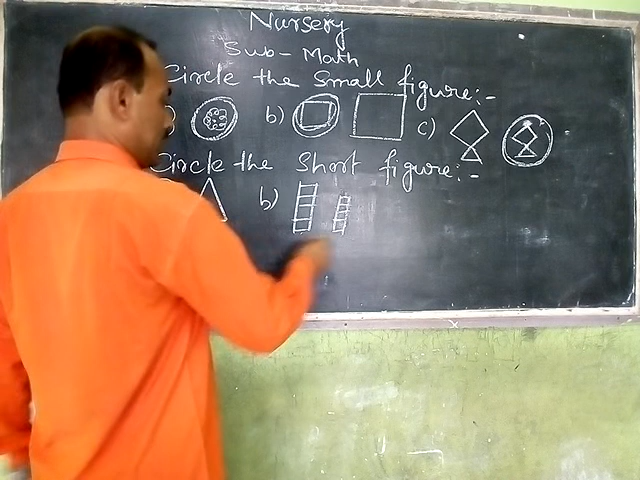 Nursery
Sub- Math
Circle the Small figure:-
) b) c)
Circle the Short figure:-
b)